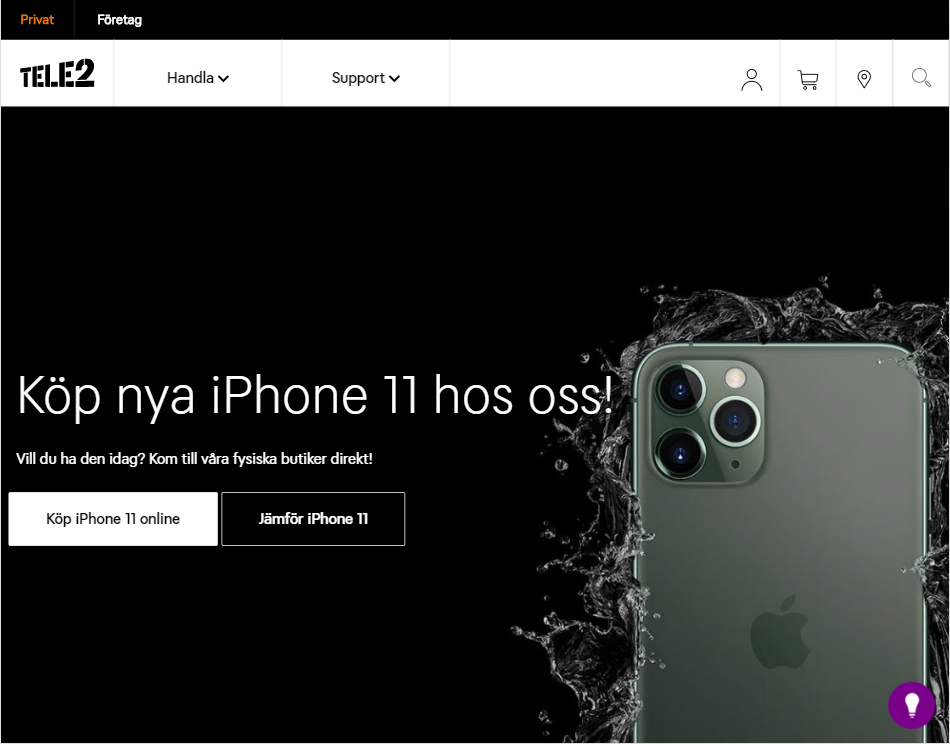 Privat
Företag
TELE2
Handla
Support
Köp nya iPhone 11 hos oss!
Vill du ha den idag? Kom till våra fysiska butiker direkt!
Köp iPhone 11 online
Jämför iPhone 11